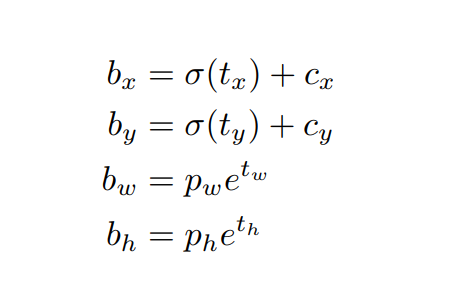 b_x = σ(t_x) + c_x
b_y = σ(t_y) + c_y
b_w = p_w e^{t_w}
b_h = p_h e^{t_h}